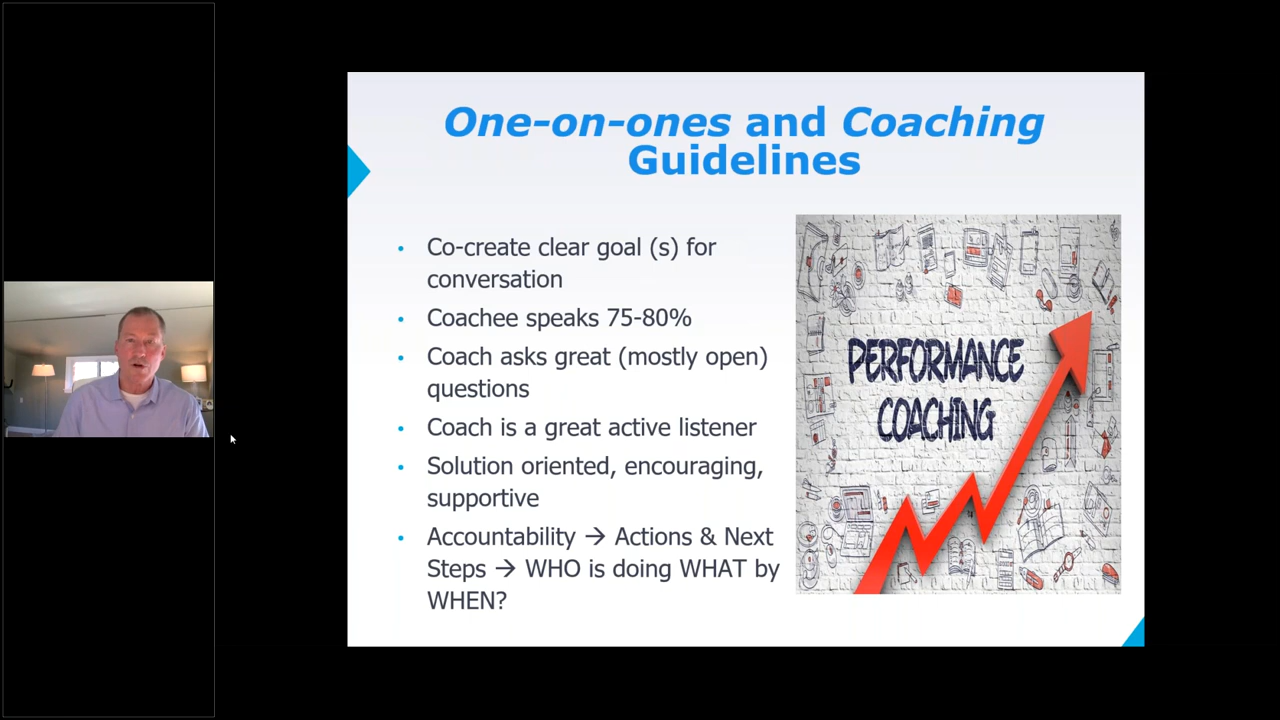 One-on-ones and Coaching
Guidelines
• Co-create clear goal (s) for
conversation
• Coachee speaks 75-80%
• Coach asks great (mostly open)
questions
• Coach is a great active listener
• Solution oriented, encouraging,
supportive
• Accountability → Actions & Next
Steps → WHO is doing WHAT by
WHEN?
PERFORMANCE
COACHING